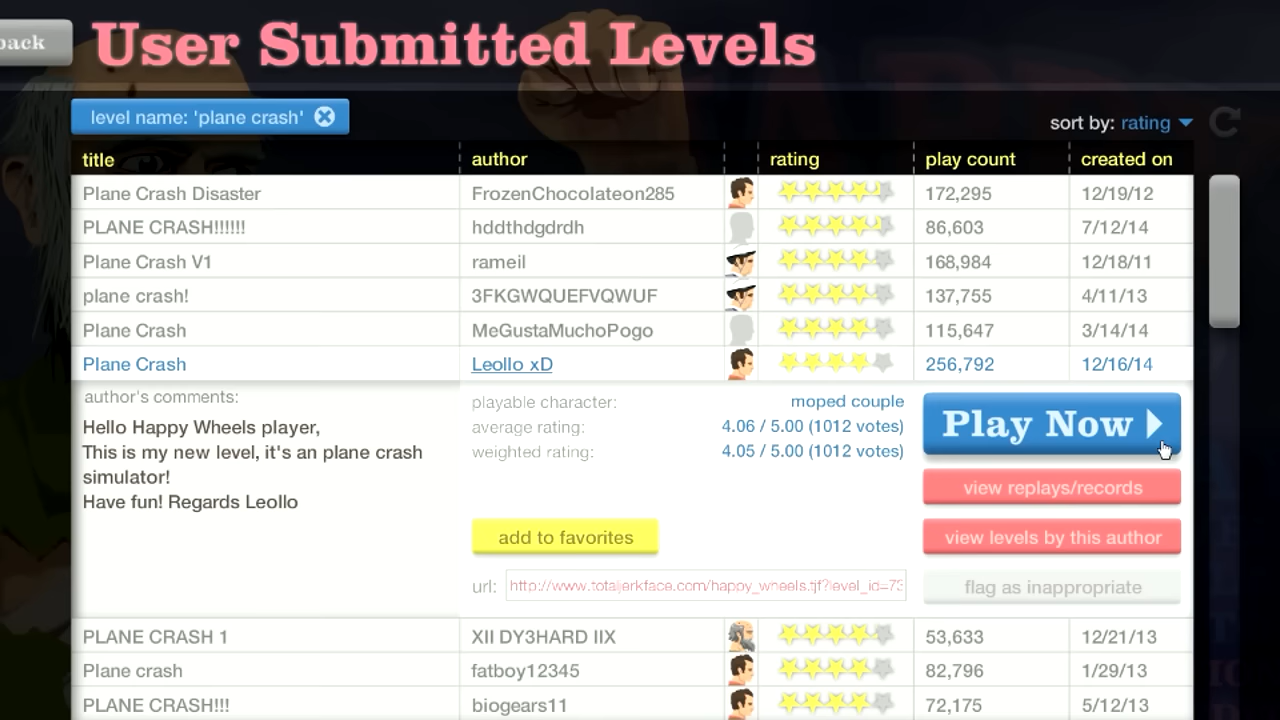 back
User Submitted Levels
level name: 'plane crash'
sort by: rating
title author rating play count created on
Plane Crash Disaster FrozenChocolateon285 172,295 12/19/12
PLANE CRASH!!!!!! hddthdgdrdh 86,603 7/12/14
Plane Crash V1 rameil 168,984 12/18/11
plane crash! 3FKGWQUEFVQWUF 137,755 4/11/13
Plane Crash MeGustaMuchoPogo 115,647 3/14/14
Plane Crash Leollo xD 256,792 12/16/14
author's comments:
Hello Happy Wheels player,
This is my new level, it's an plane crash
simulator!
Have fun! Regards Leollo
playable character: moped couple
average rating: 4.06 / 5.00 (1012 votes)
weighted rating: 4.05 / 5.00 (1012 votes)
add to favorites
url: http://www.totaljerkface.com/happy_wheels.tjf?level_id=73
Play Now
view replays/records
view levels by this author
flag as inappropriate
PLANE CRASH 1 XII DY3HARD IIX 53,633 12/21/13
Plane crash fatboy12345 82,796 1/29/13
PLANE CRASH!!! biogears11 72,175 5/12/13